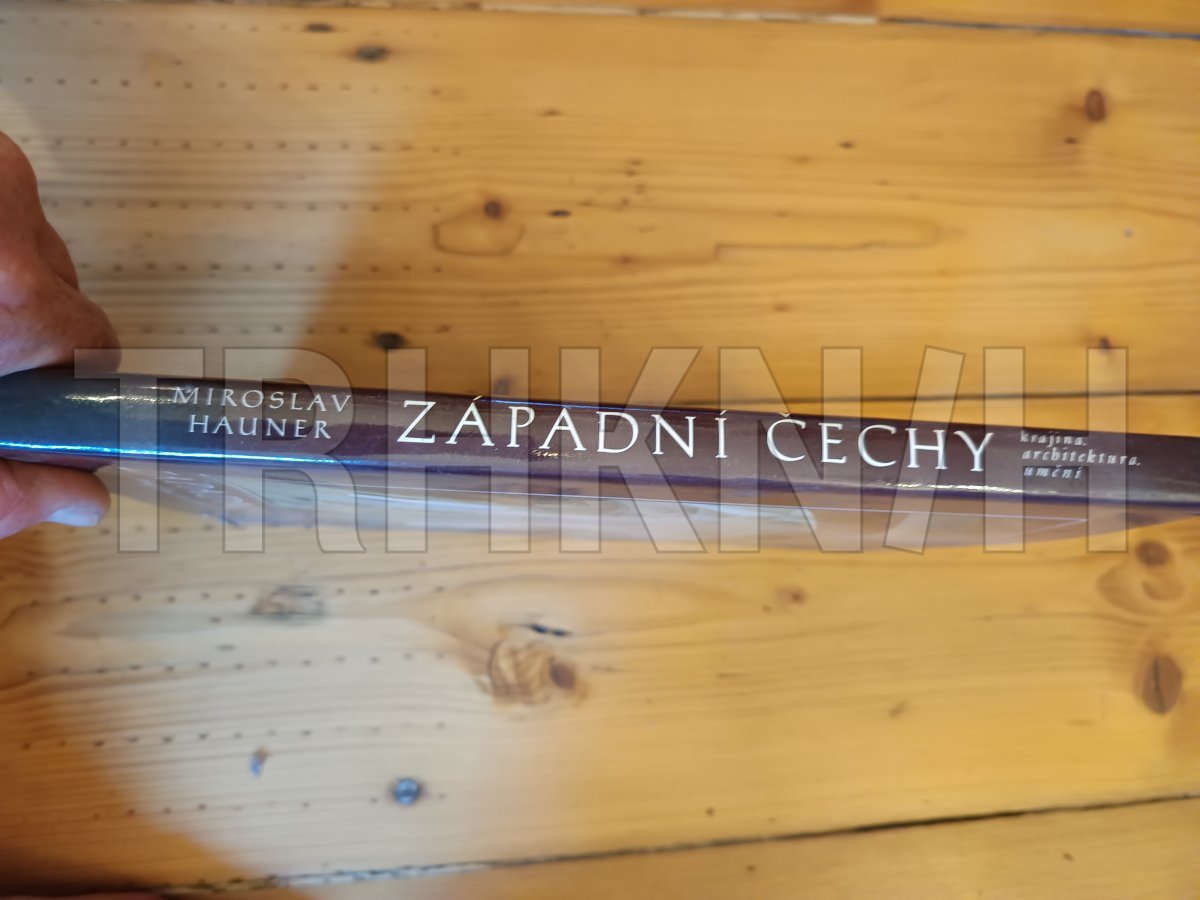 MIROSLAV
HAUNER
ZÁPADNÍ ČECHY
krajina.
architektura.
umění
TRHKNIH